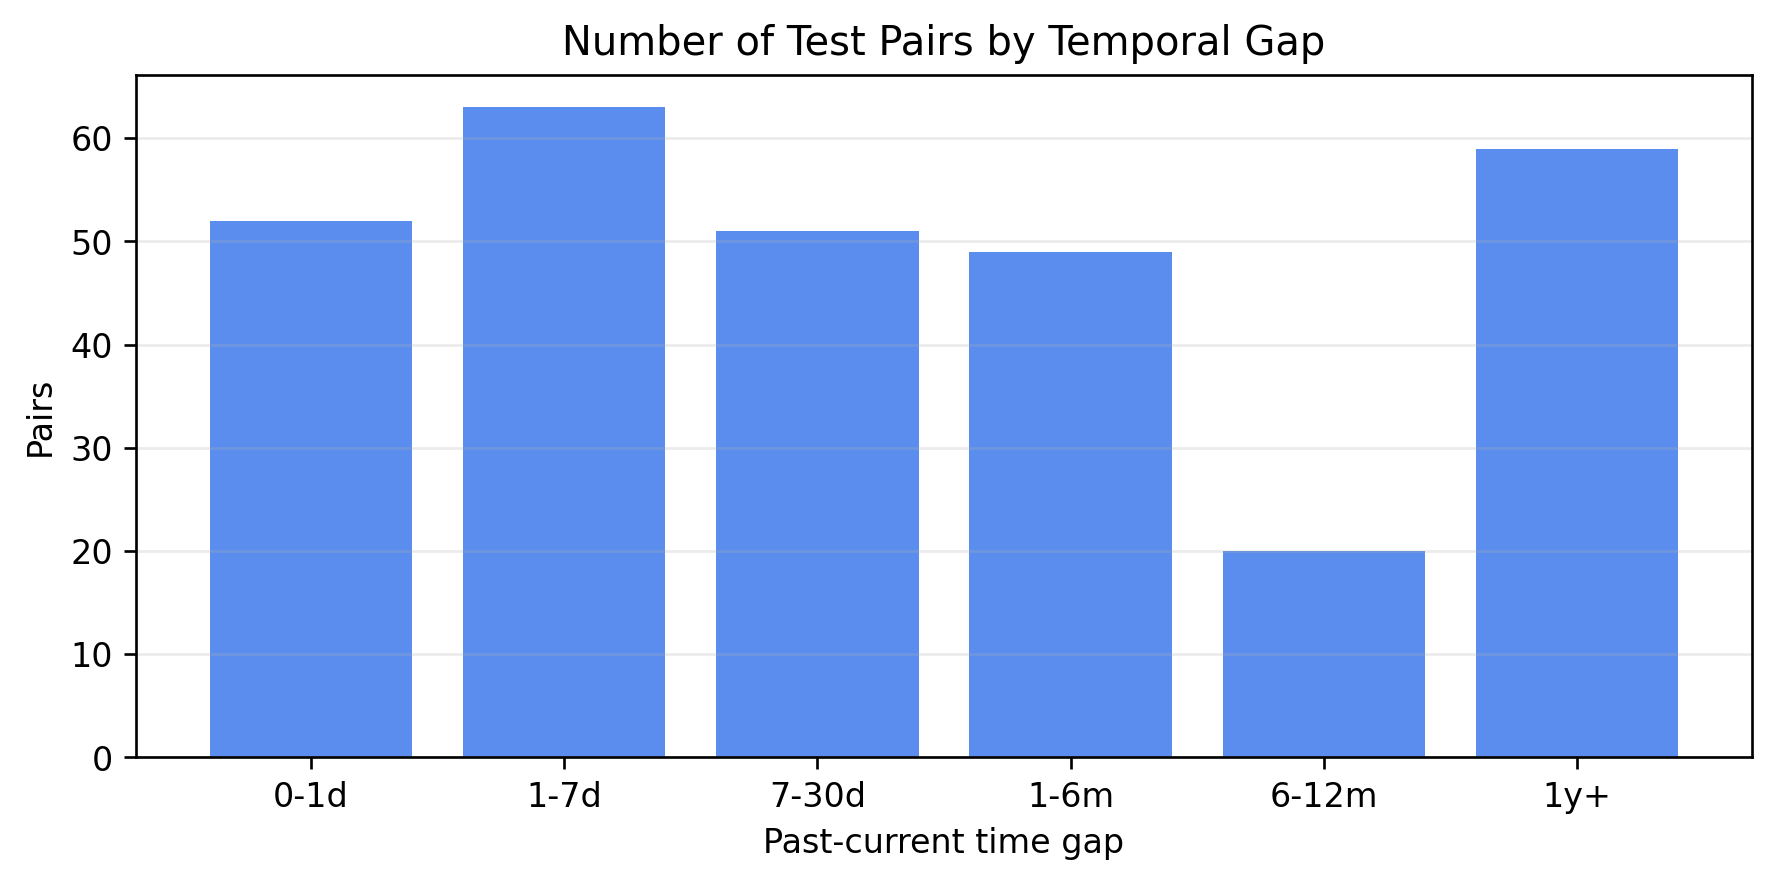 Number of Test Pairs by Temporal Gap
Pairs
60
50
40
30
20
10
0
0-1d 1-7d 7-30d 1-6m 6-12m 1y+
Past-current time gap